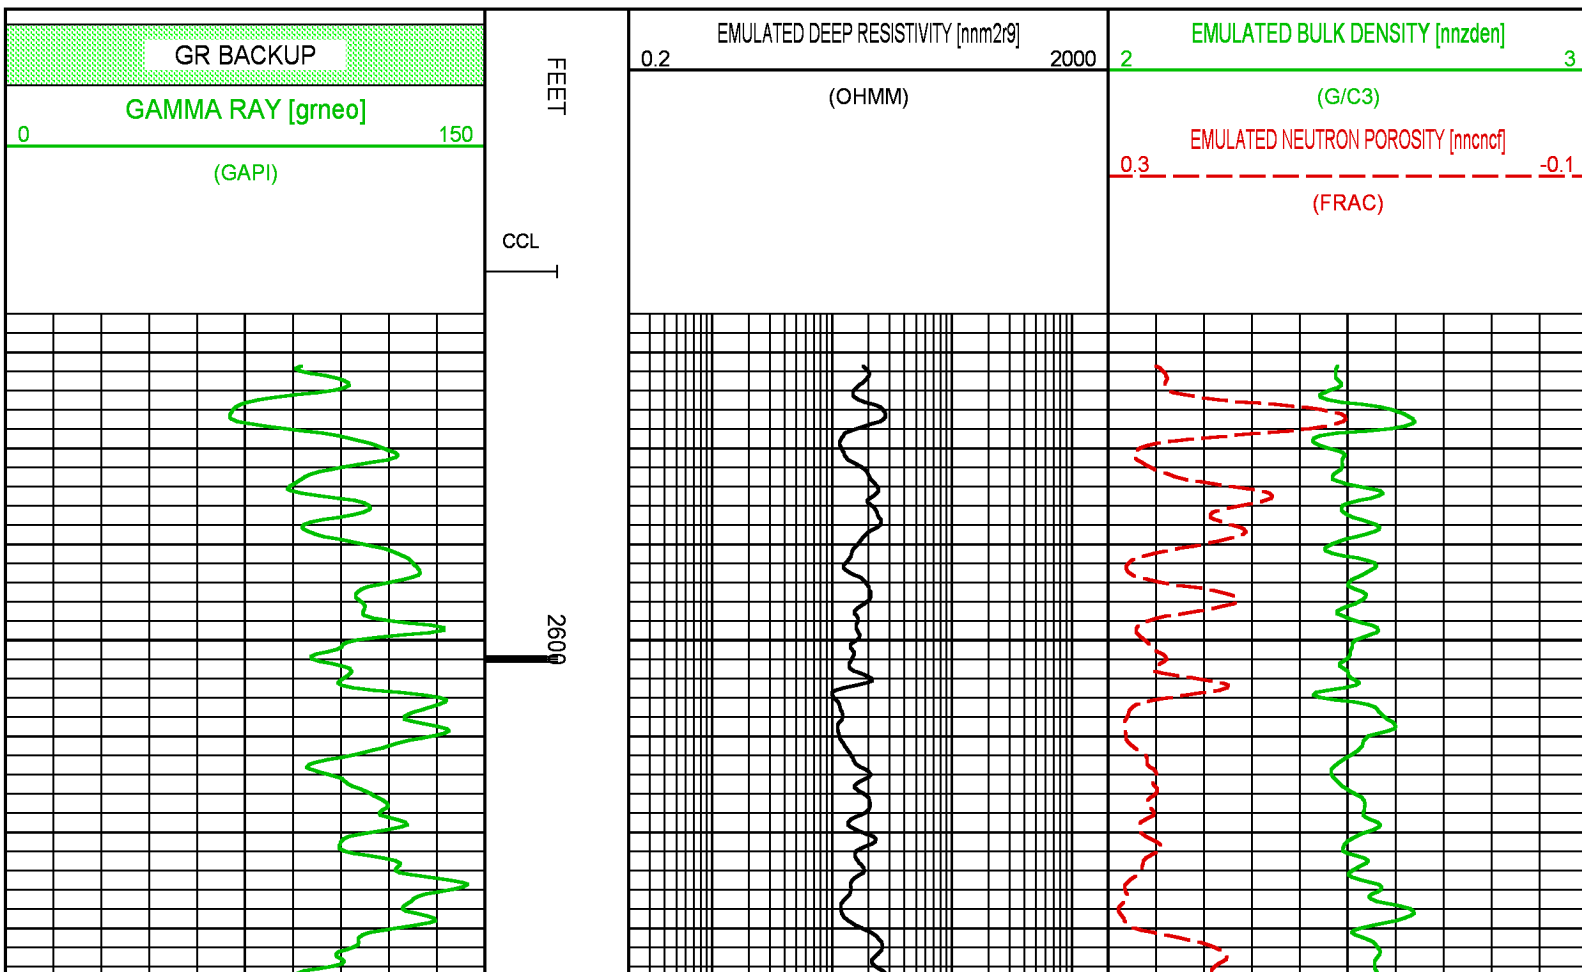 GR BACKUP
GAMMA RAY [grneo]
0 150
(GAPI)
FEET
CCL
2600
EMULATED DEEP RESISTIVITY [nnm2r9]
0.2 2000
(OHMM)
EMULATED BULK DENSITY [nnzden]
2 3
(G/C3)
EMULATED NEUTRON POROSITY [nncncf]
0.3 -0.1
(FRAC)